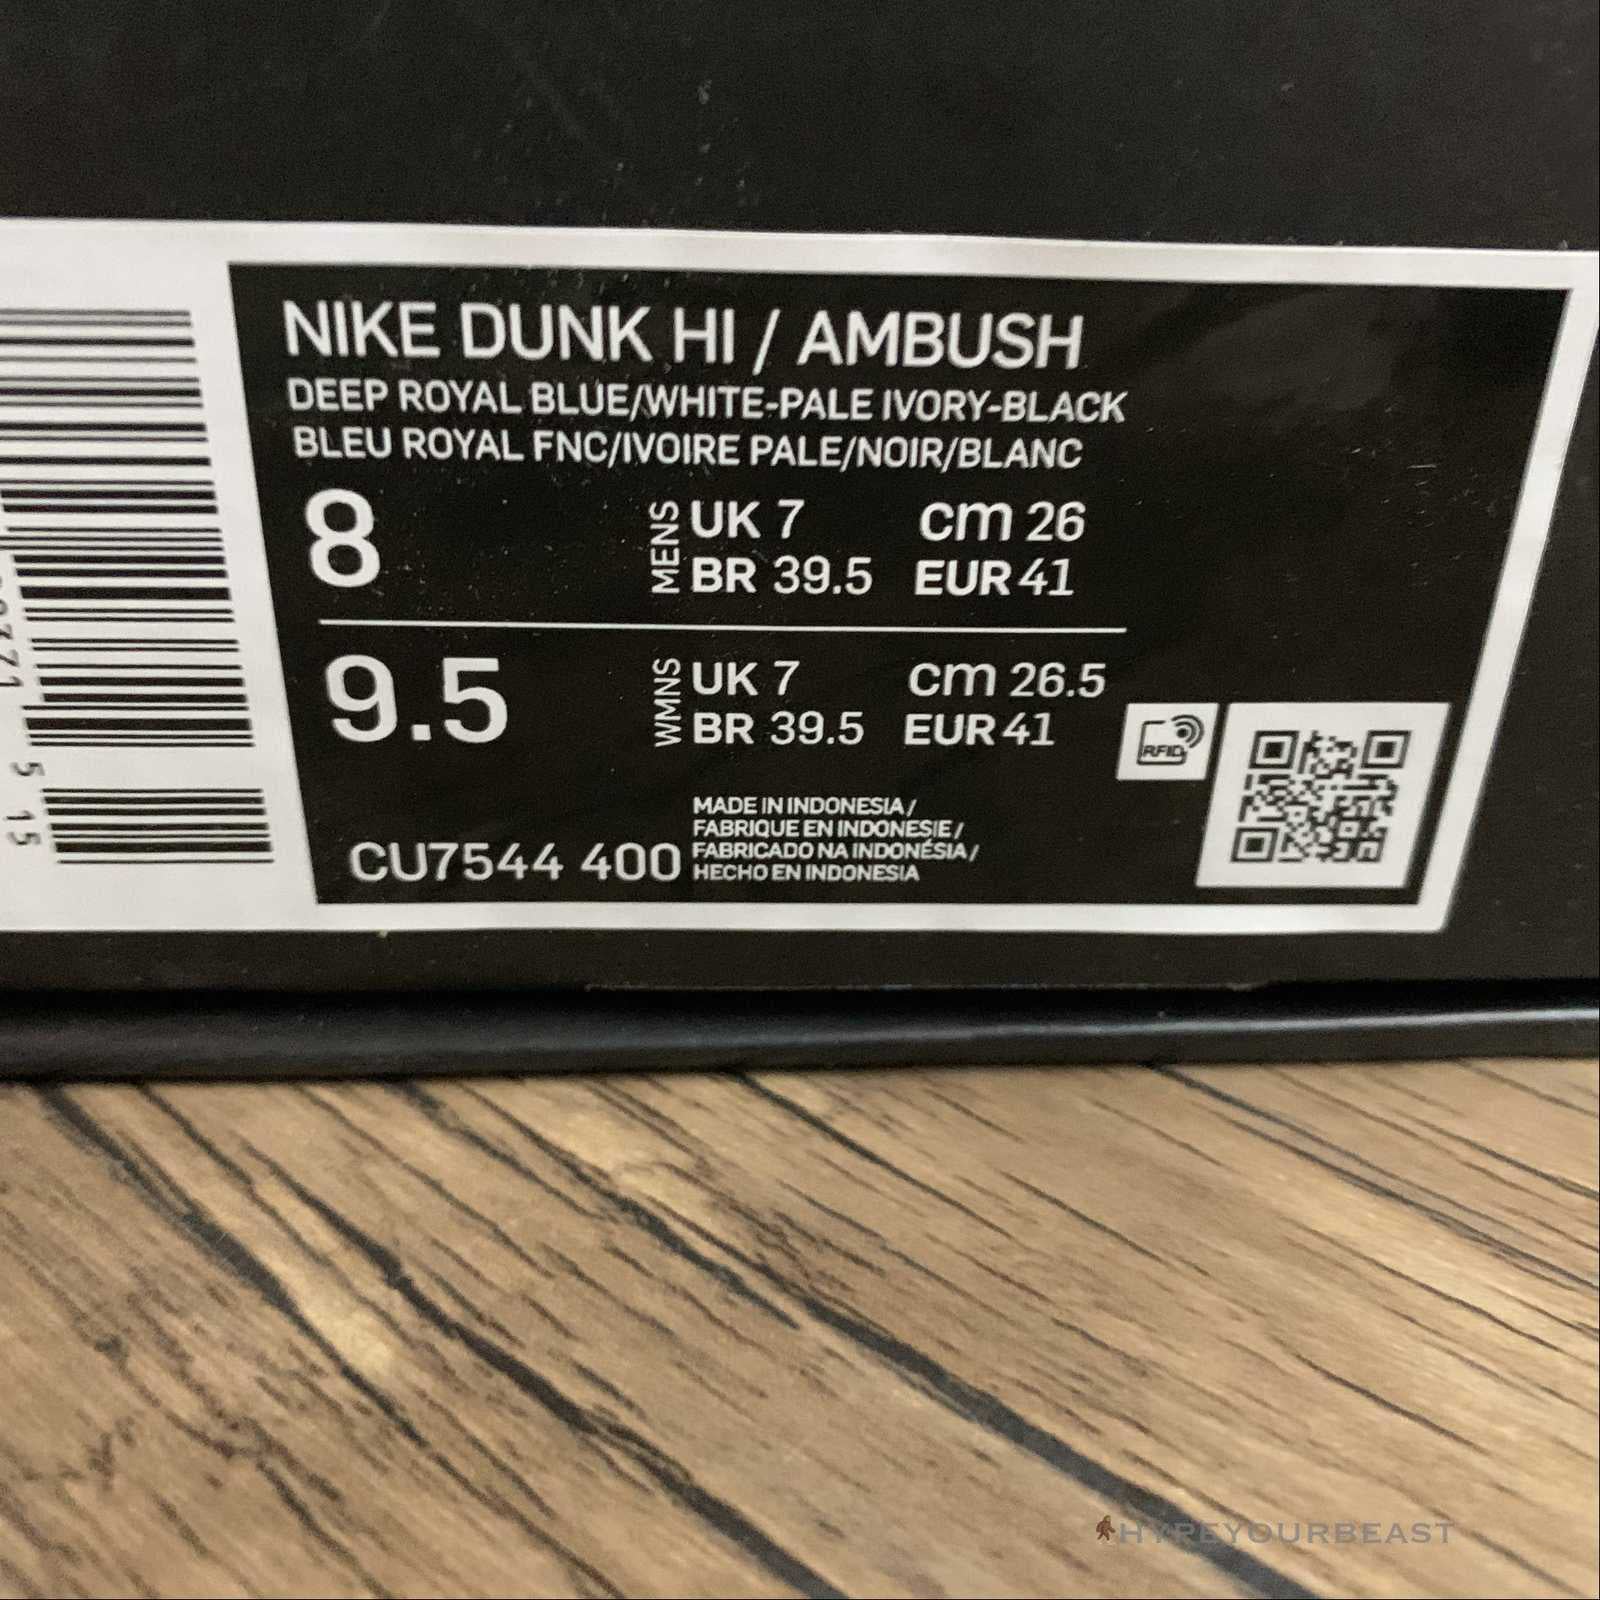 NIKE DUNK HI / AMBUSH
DEEP ROYAL BLUE/WHITE-PALE IVORY-BLACK
BLEU ROYAL FNC/IVOIRE PALE/NOIR/BLANC
8
MENS
UK 7 cm 26
BR 39.5 EUR 41
9.5
WMNS
UK 7 cm 26.5
BR 39.5 EUR 41
RFID
CU7544 400
MADE IN INDONESIA /
FABRIQUE EN INDONESIE /
FABRICADO NA INDONÉSIA /
HECHO EN INDONESIA
5 15
HYPEYOURBEAST